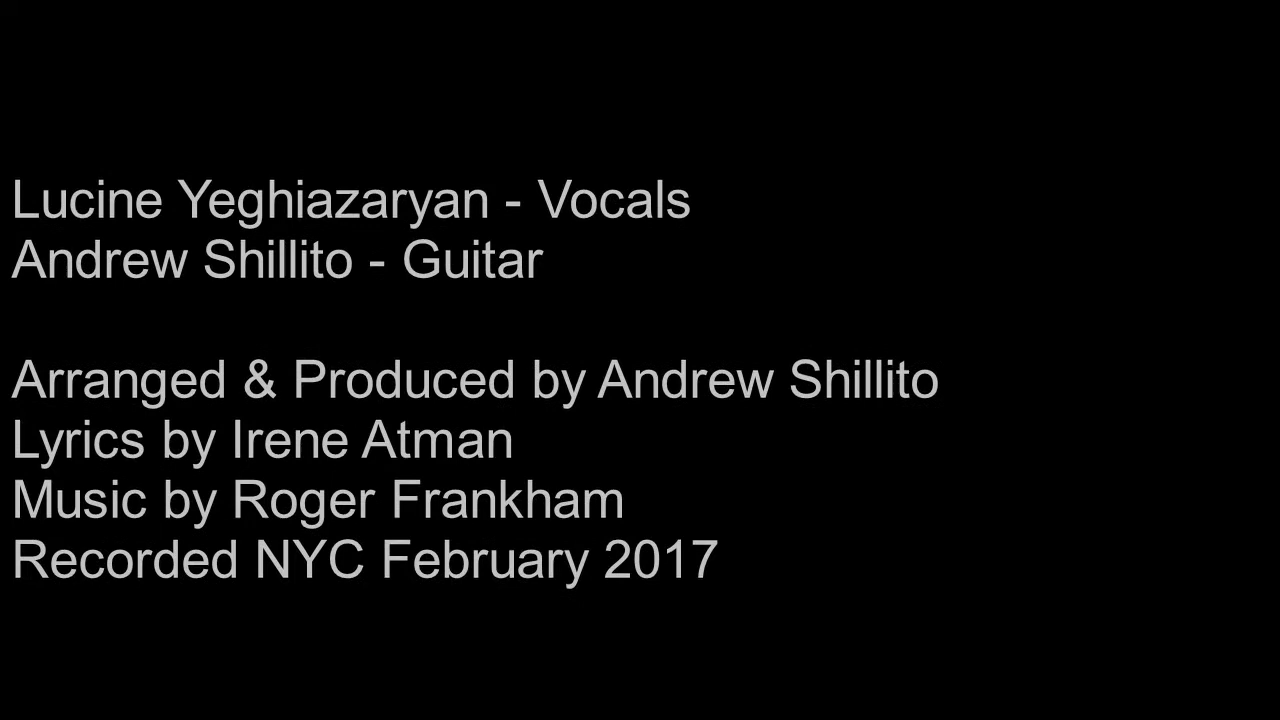 Lucine Yeghiazaryan - Vocals
Andrew Shillito - Guitar
Arranged & Produced by Andrew Shillito
Lyrics by Irene Atman
Music by Roger Frankham
Recorded NYC February 2017